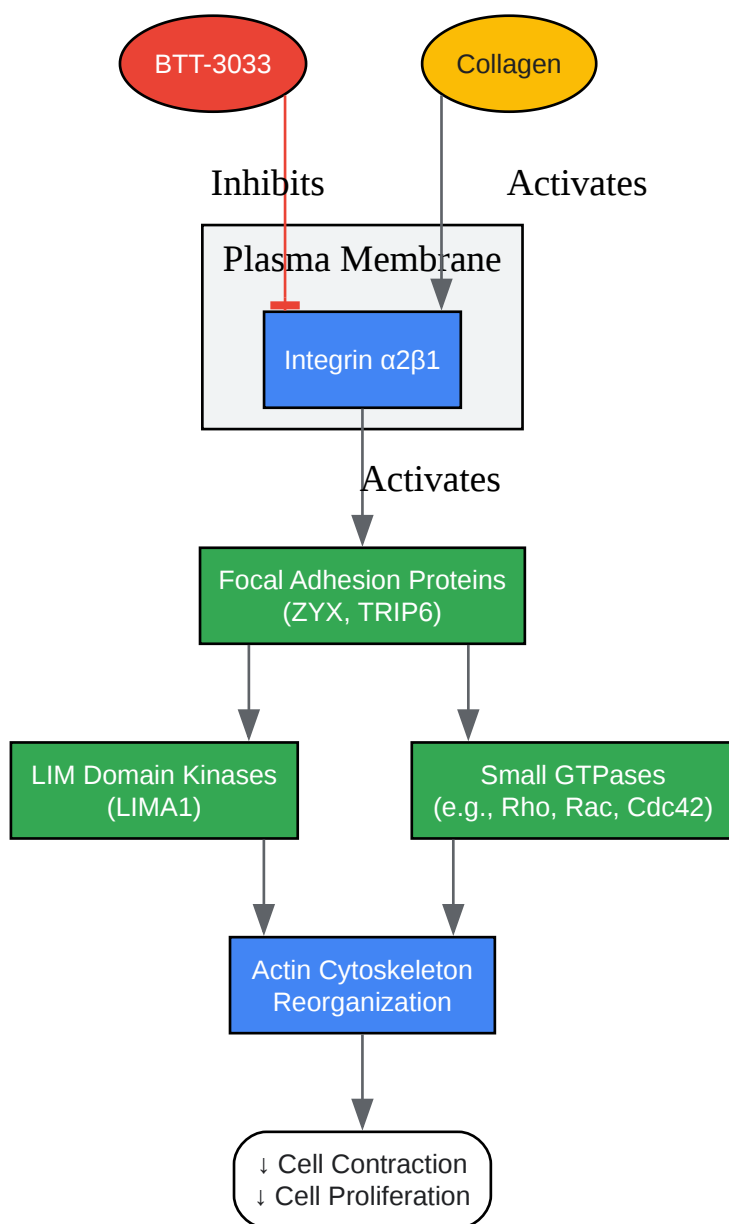 BTT-3033
Collagen
Inhibits
Activates
Plasma Membrane
Integrin α2β1
Activates
Focal Adhesion Proteins
(ZYX, TRIP6)
LIM Domain Kinases
(LIMA1)
Small GTPases
(e.g., Rho, Rac, Cdc42)
Actin Cytoskeleton
Reorganization
↓ Cell Contraction
↓ Cell Proliferation